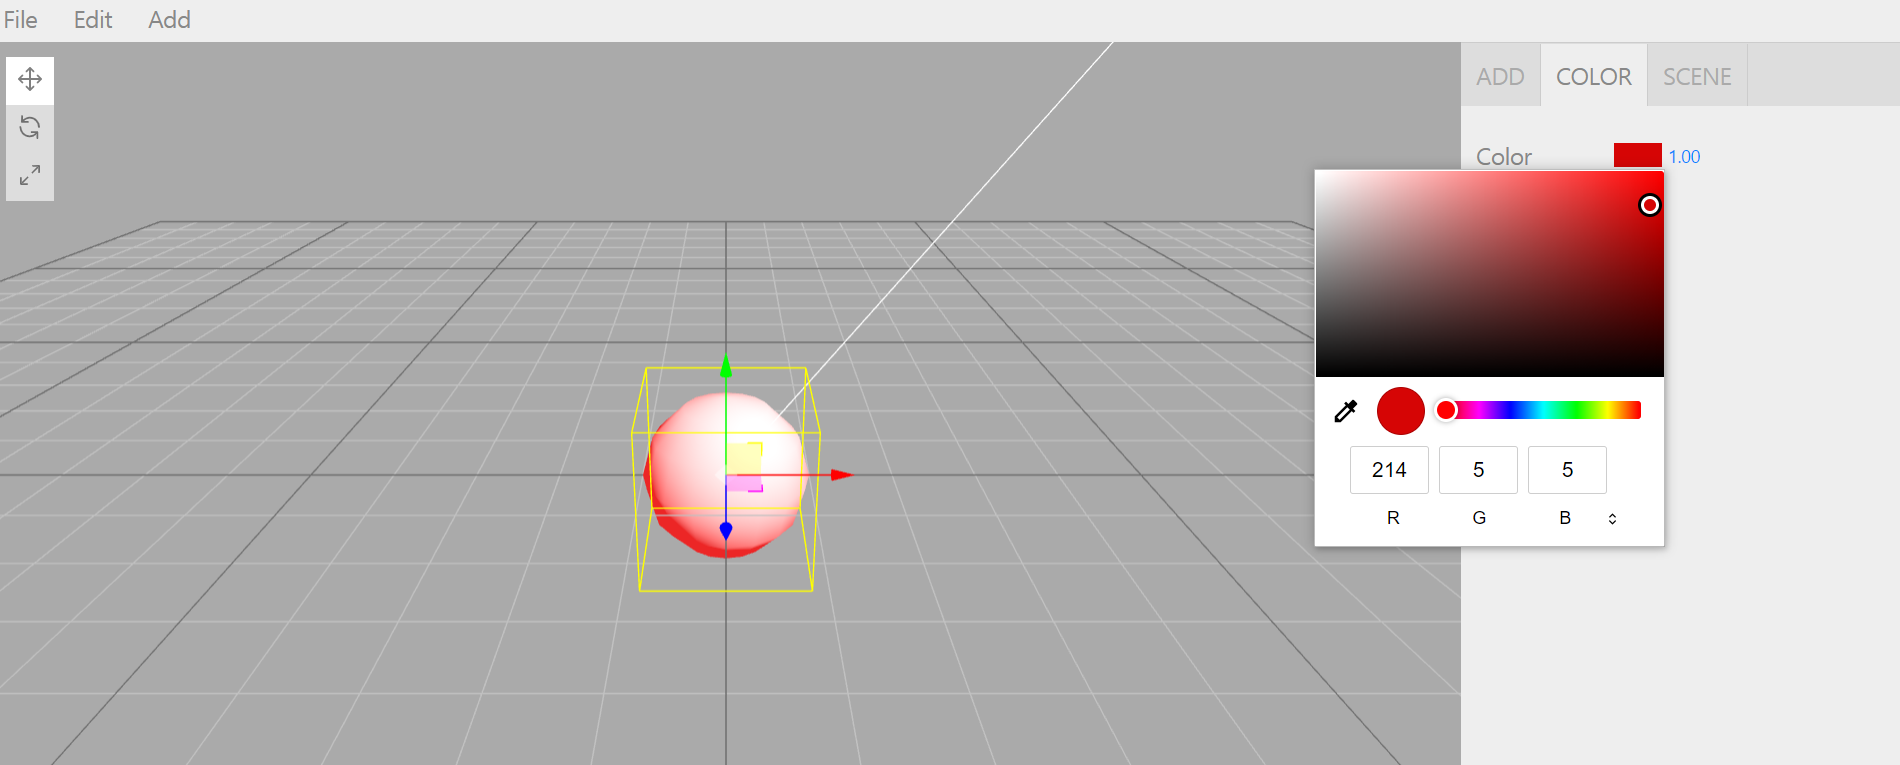 File Edit Add
ADD COLOR SCENE
Color 1.00
214 5 5
R G B